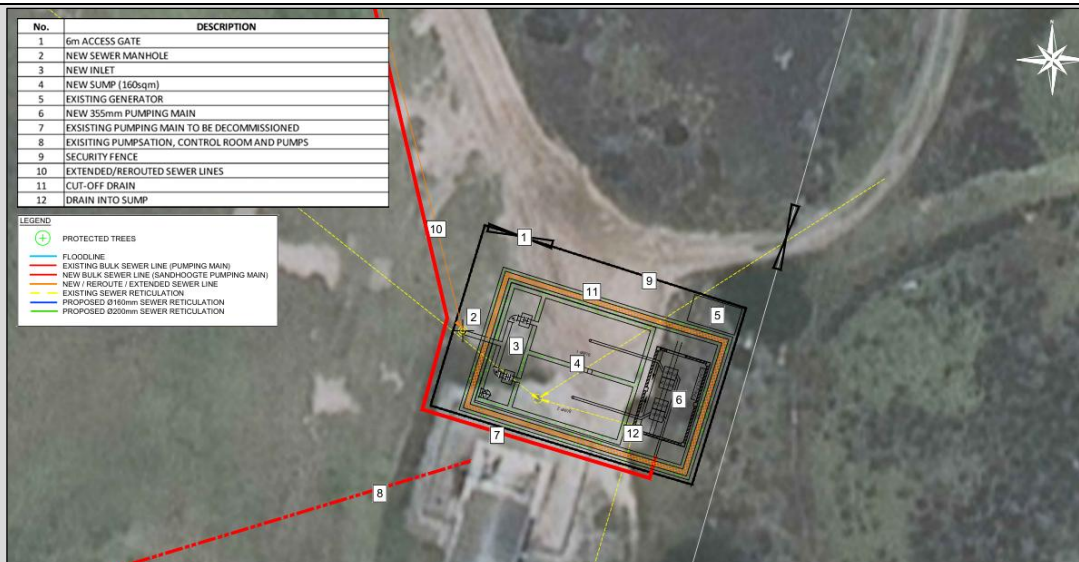 No. DESCRIPTION
1 6m ACCESS GATE
2 NEW SEWER MANHOLE
3 NEW INLET
4 NEW SUMP (160sqm)
5 EXISTING GENERATOR
6 NEW 355mm PUMPING MAIN
7 EXSISTING PUMPING MAIN TO BE DECOMMISSIONED
8 EXISITING PUMPSATION, CONTROL ROOM AND PUMPS
9 SECURITY FENCE
10 EXTENDED/REROUTED SEWER LINES
11 CUT-OFF DRAIN
12 DRAIN INTO SUMP
LEGEND
PROTECTED TREES
FLOODLINE
EXISTING BULK SEWER LINE (PUMPING MAIN)
NEW BULK SEWER LINE (SANDHOOGTE PUMPING MAIN)
NEW / REROUTE / EXTENDED SEWER LINE
EXISTING SEWER RETICULATION
PROPOSED Ø160mm SEWER RETICULATION
PROPOSED Ø200mm SEWER RETICULATION
10
1
9
11
2
5
3
4
6
7
12
8